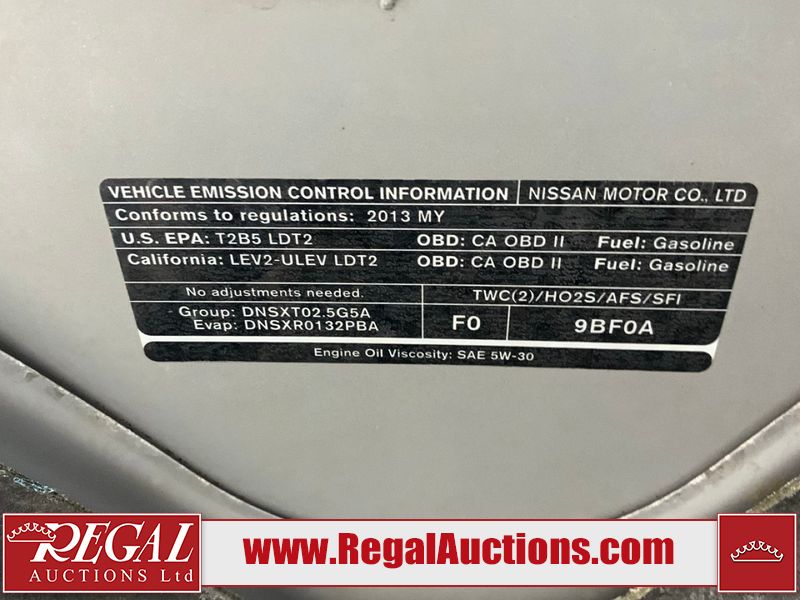 VEHICLE EMISSION CONTROL INFORMATION NISSAN MOTOR CO., LTD
Conforms to regulations: 2013 MY
U.S. EPA: T2B5 LDT2 OBD: CA OBD II Fuel: Gasoline
California: LEV2-ULEV LDT2 OBD: CA OBD II Fuel: Gasoline
No adjustments needed. TWC(2)/HO2S/AFS/SFI
Group: DNSXT02.5G5A
Evap: DNSXR0132PBA
F0 9BF0A
Engine Oil Viscosity: SAE 5W-30
REGAL
AUCTIONS Ltd
www.RegalAuctions.com